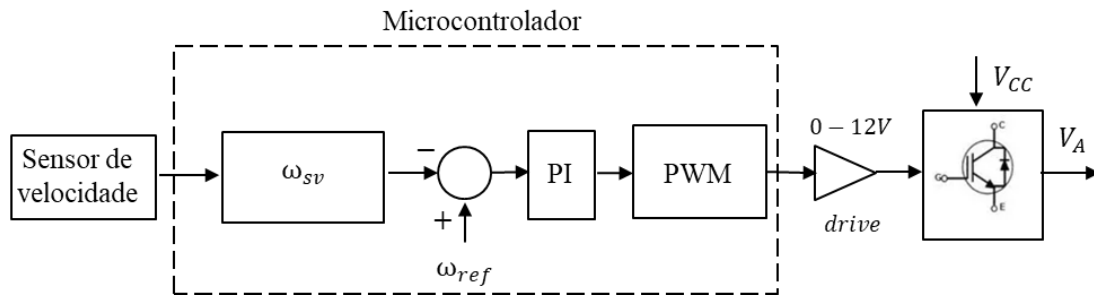 Microcontrolador
Sensor de
velocidade
ω_sv
−
+
ω_ref
PI
PWM
0 − 12V
drive
V_CC
C
G
E
V_A